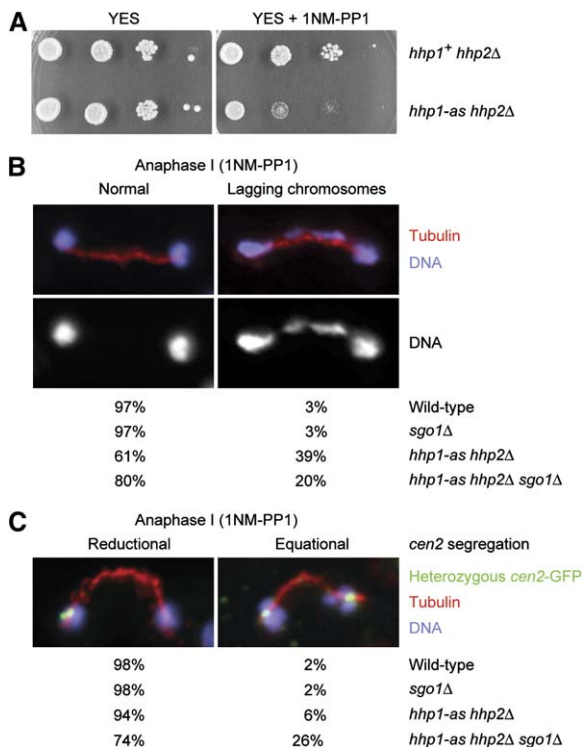 A
YES YES + 1NM-PP1
hhp1+ hhp2Δ
hhp1-as hhp2Δ
B
Anaphase I (1NM-PP1)
Normal Lagging chromosomes
Tubulin
DNA
DNA
97% 3% Wild-type
97% 3% sgo1Δ
61% 39% hhp1-as hhp2Δ
80% 20% hhp1-as hhp2Δ sgo1Δ
C
Anaphase I (1NM-PP1)
Reductional Equational cen2 segregation
Heterozygous cen2-GFP
Tubulin
DNA
98% 2% Wild-type
98% 2% sgo1Δ
94% 6% hhp1-as hhp2Δ
74% 26% hhp1-as hhp2Δ sgo1Δ